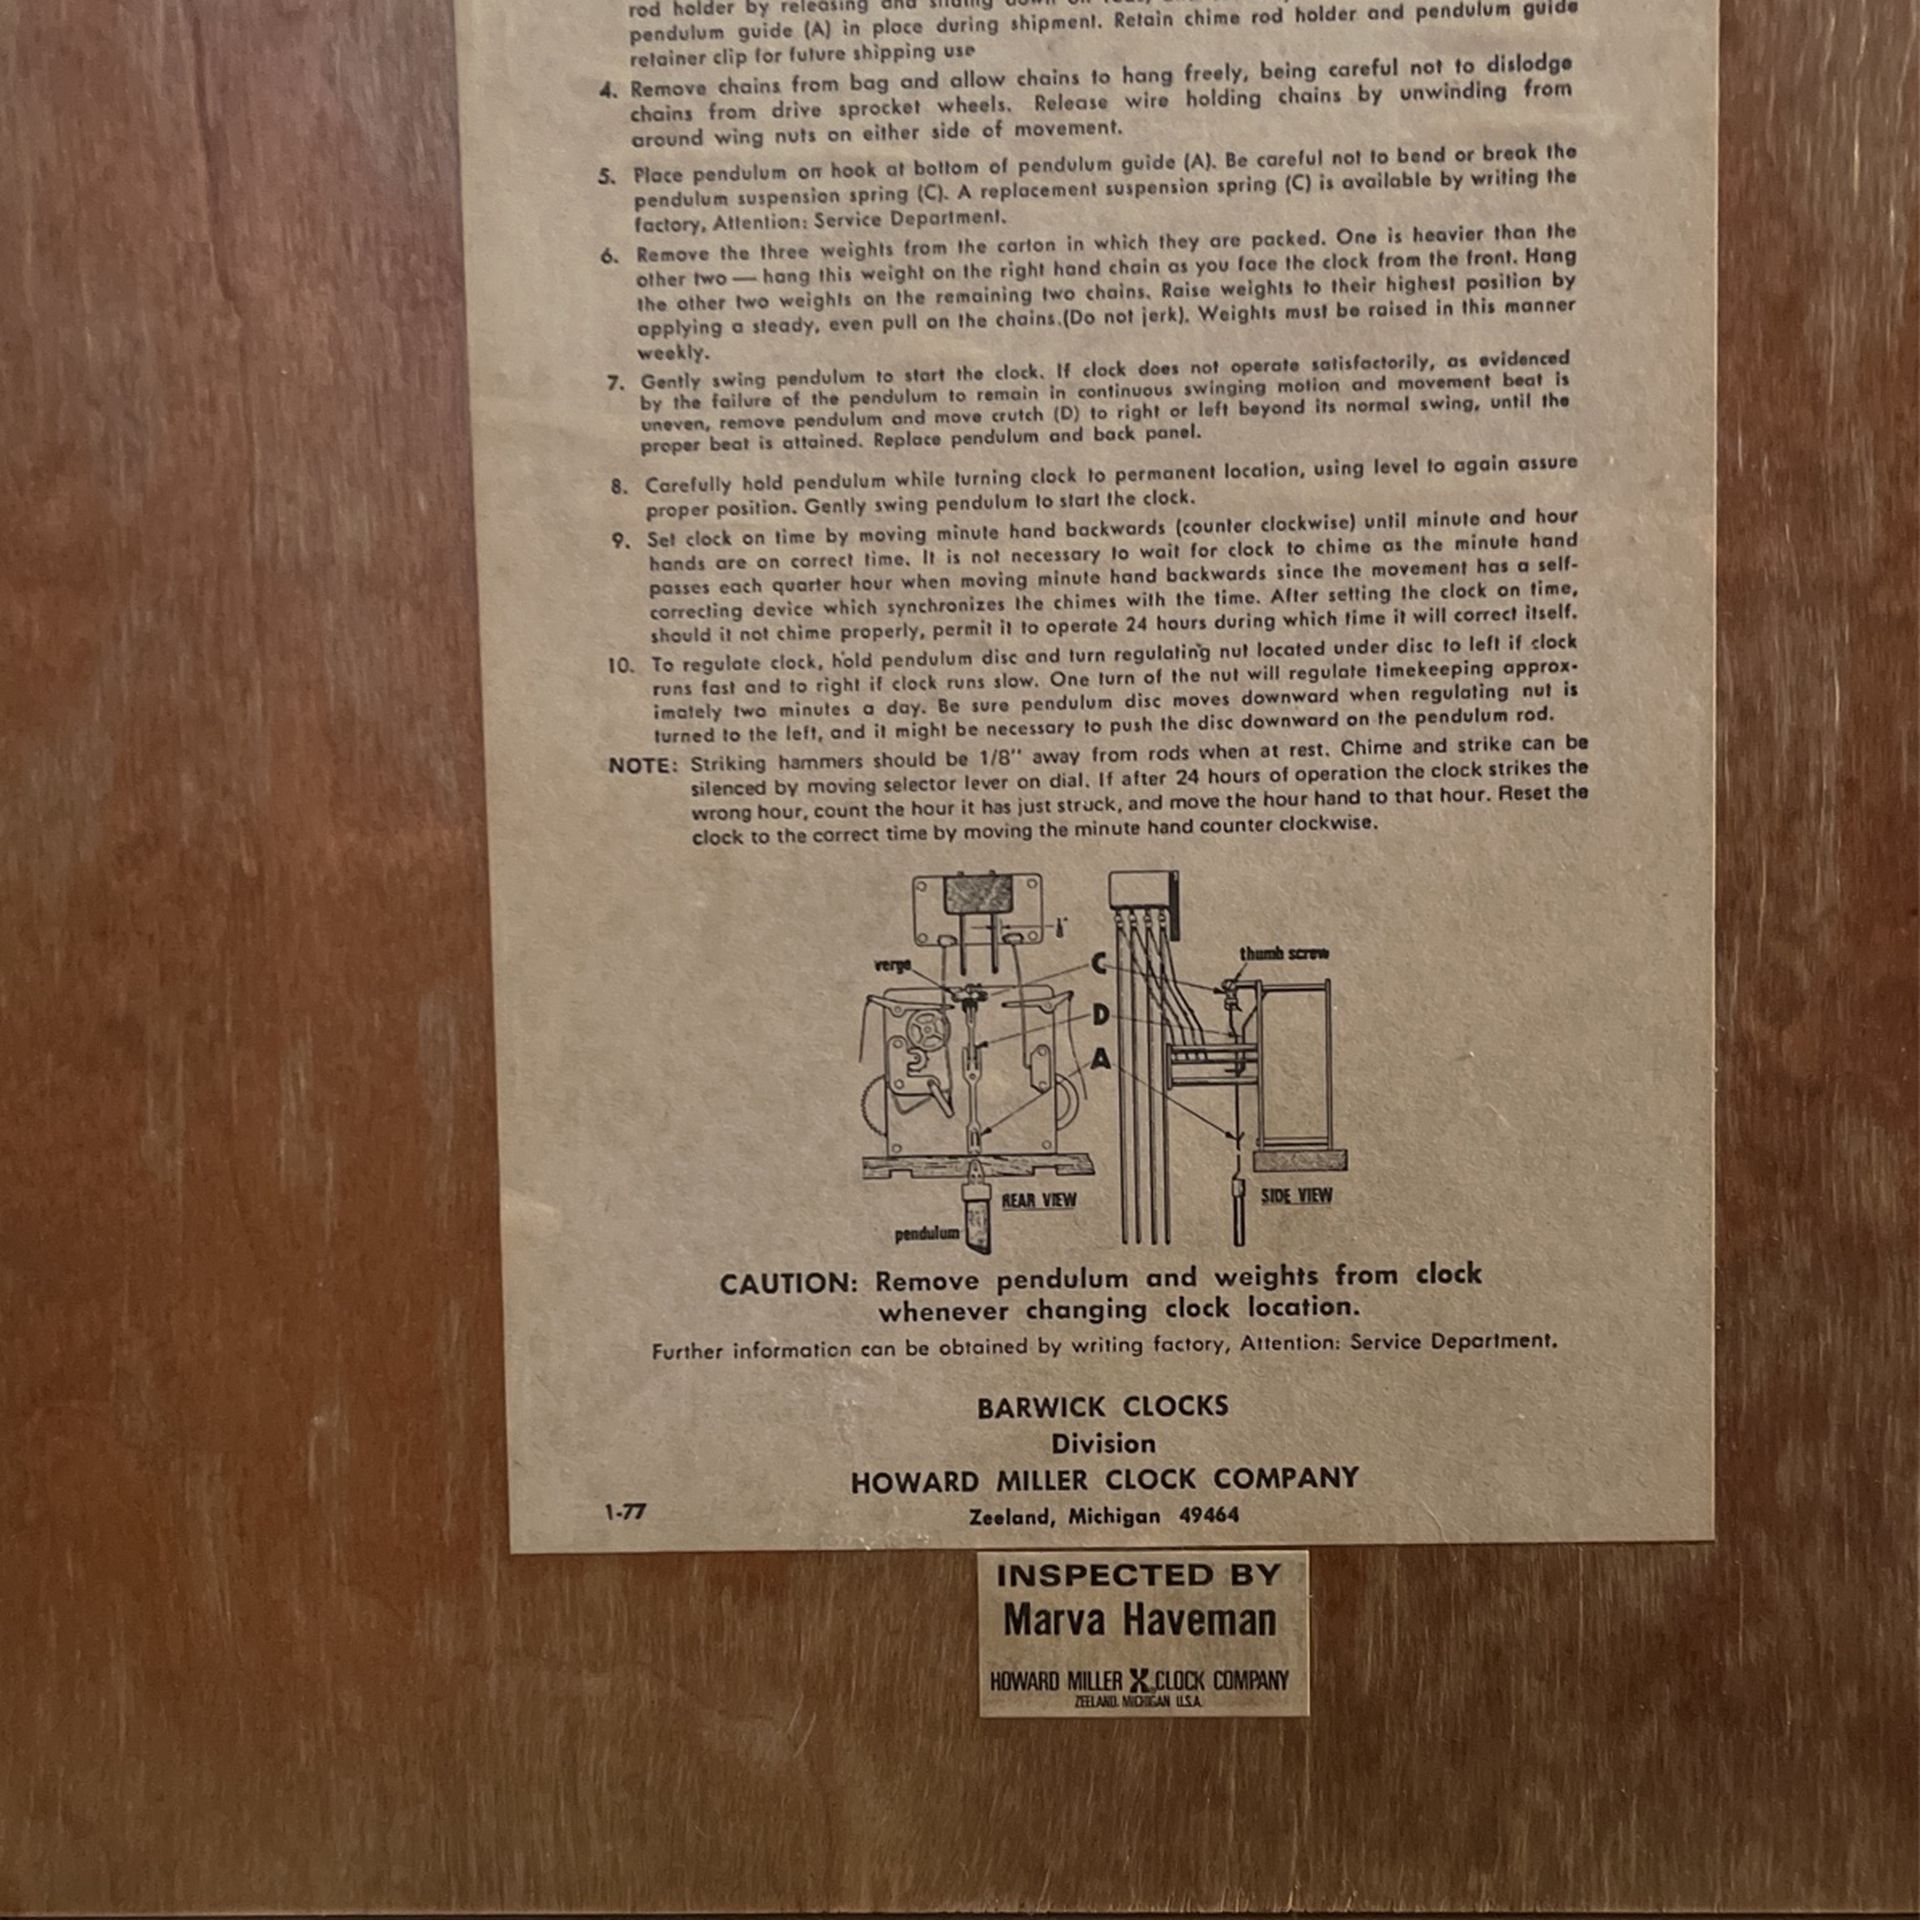 rod holder by releasing and sliding down
pendulum guide (A) in place during shipment. Retain chime rod holder and pendulum guide
retainer clip for future shipping use
4. Remove chains from bag and allow chains to hang freely, being careful not to dislodge
chains from drive sprocket wheels. Release wire holding chains by unwinding from
around wing nuts on either side of movement.
5. Place pendulum on hook at bottom of pendulum guide (A). Be careful not to bend or break the
pendulum suspension spring (C). A replacement suspension spring (C) is available by writing the
factory, Attention: Service Department.
6. Remove the three weights from the carton in which they are packed. One is heavier than the
other two — hang this weight on the right hand chain as you face the clock from the front. Hang
the other two weights on the remaining two chains. Raise weights to their highest position by
applying a steady, even pull on the chains.(Do not jerk). Weights must be raised in this manner
weekly.
7. Gently swing pendulum to start the clock. If clock does not operate satisfactorily, as evidenced
by the failure of the pendulum to remain in continuous swinging motion and movement beat is
uneven, remove pendulum and move crutch (D) to right or left beyond its normal swing, until the
proper beat is attained. Replace pendulum and back panel.
8. Carefully hold pendulum while turning clock to permanent location, using level to again assure
proper position. Gently swing pendulum to start the clock.
9. Set clock on time by moving minute hand backwards (counter clockwise) until minute and hour
hands are on correct time. It is not necessary to wait for clock to chime as the minute hand
passes each quarter hour when moving minute hand backwards since the movement has a self-
correcting device which synchronizes the chimes with the time. After setting the clock on time,
should it not chime properly, permit it to operate 24 hours during which time it will correct itself.
10. To regulate clock, hold pendulum disc and turn regulating nut located under disc to left if clock
runs fast and to right if clock runs slow. One turn of the nut will regulate timekeeping approx-
imately two minutes a day. Be sure pendulum disc moves downward when regulating nut is
turned to the left, and it might be necessary to push the disc downward on the pendulum rod.
NOTE: Striking hammers should be 1/8" away from rods when at rest. Chime and strike can be
silenced by moving selector lever on dial. If after 24 hours of operation the clock strikes the
wrong hour, count the hour it has just struck, and move the hour hand to that hour. Reset the
clock to the correct time by moving the minute hand counter clockwise.
verge
C
thumb screw
D
A
REAR VIEW
SIDE VIEW
pendulum
CAUTION: Remove pendulum and weights from clock
whenever changing clock location.
Further information can be obtained by writing factory, Attention: Service Department.
BARWICK CLOCKS
Division
HOWARD MILLER CLOCK COMPANY
1-77
Zeeland, Michigan 49464
INSPECTED BY
Marva Haveman
HOWARD MILLER CLOCK COMPANY
ZEELAND, MICHIGAN U.S.A.